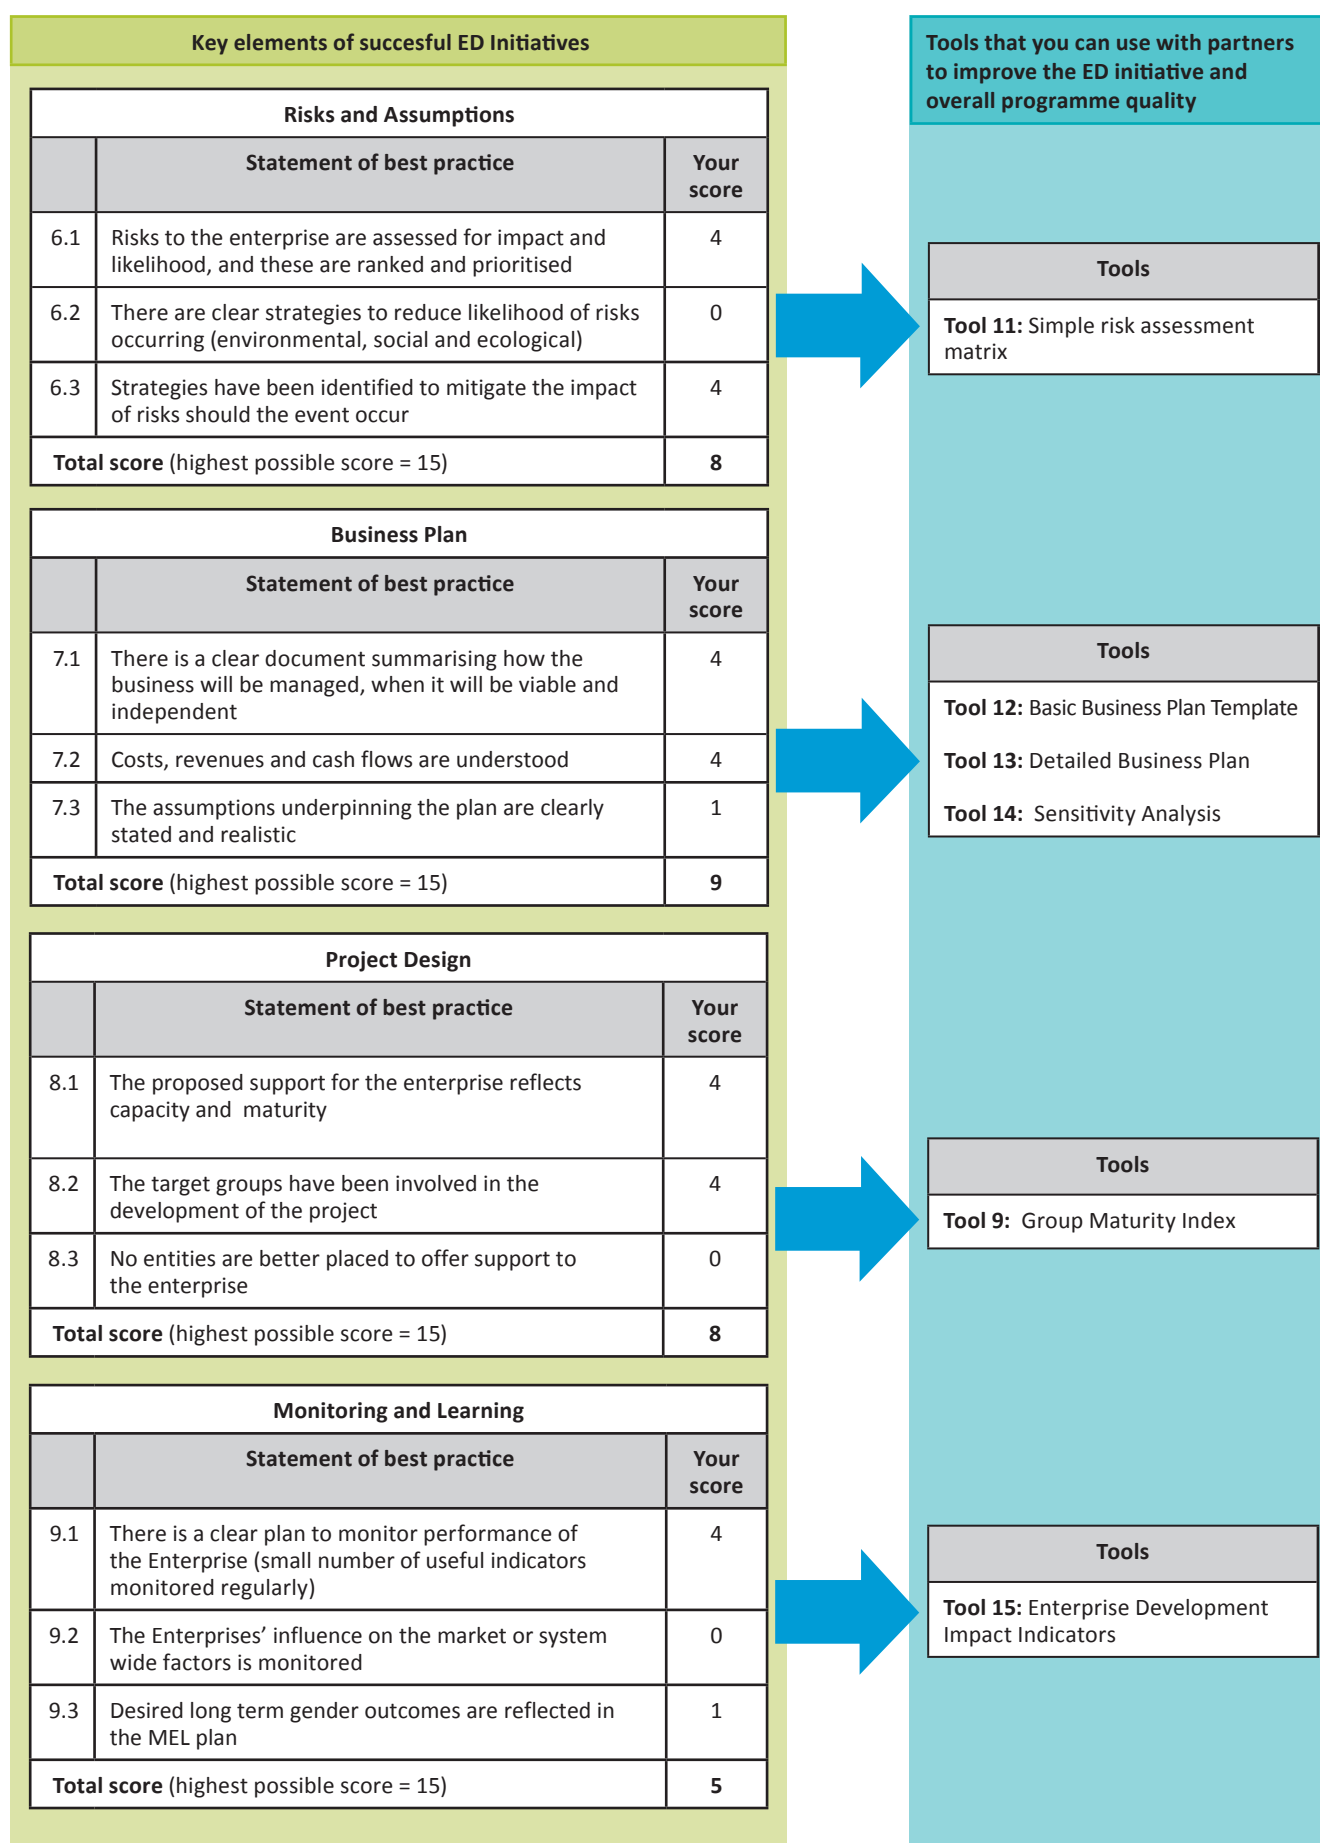 Key elements of succesful ED Initiatives
Risks and Assumptions
Statement of best practice
Your
score
6.1
Risks to the enterprise are assessed for impact and
likelihood, and these are ranked and prioritised
4
6.2
There are clear strategies to reduce likelihood of risks
occurring (environmental, social and ecological)
0
6.3
Strategies have been identified to mitigate the impact
of risks should the event occur
4
Total score (highest possible score = 15)
8
Business Plan
Statement of best practice
Your
score
7.1
There is a clear document summarising how the
business will be managed, when it will be viable and
independent
4
7.2
Costs, revenues and cash flows are understood
4
7.3
The assumptions underpinning the plan are clearly
stated and realistic
1
Total score (highest possible score = 15)
9
Project Design
Statement of best practice
Your
score
8.1
The proposed support for the enterprise reflects
capacity and maturity
4
8.2
The target groups have been involved in the
development of the project
4
8.3
No entities are better placed to offer support to
the enterprise
0
Total score (highest possible score = 15)
8
Monitoring and Learning
Statement of best practice
Your
score
9.1
There is a clear plan to monitor performance of
the Enterprise (small number of useful indicators
monitored regularly)
4
9.2
The Enterprises’ influence on the market or system
wide factors is monitored
0
9.3
Desired long term gender outcomes are reflected in
the MEL plan
1
Total score (highest possible score = 15)
5
Tools that you can use with partners
to improve the ED initiative and
overall programme quality
Tools
Tool 11: Simple risk assessment
matrix
Tools
Tool 12: Basic Business Plan Template
Tool 13: Detailed Business Plan
Tool 14: Sensitivity Analysis
Tools
Tool 9: Group Maturity Index
Tools
Tool 15: Enterprise Development
Impact Indicators